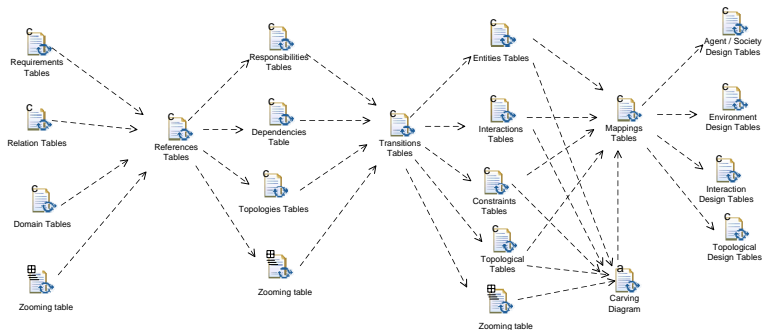 C
Requirements
Tables
C
Relation Tables
C
Domain Tables
Zooming table
C
References
Tables
C
Responsibilities
Tables
C
Dependencies
Table
C
Topologies Tables
Zooming table
C
Transitions
Tables
C
Entities Tables
C
Interactions
Tables
C
Constraints
Tables
C
Topological
Tables
Zooming table
C
Mappings
Tables
a
Carving
Diagram
C
Agent / Society
Design Tables
C
Environment
Design Tables
C
Interaction
Design Tables
C
Topological
Design Tables